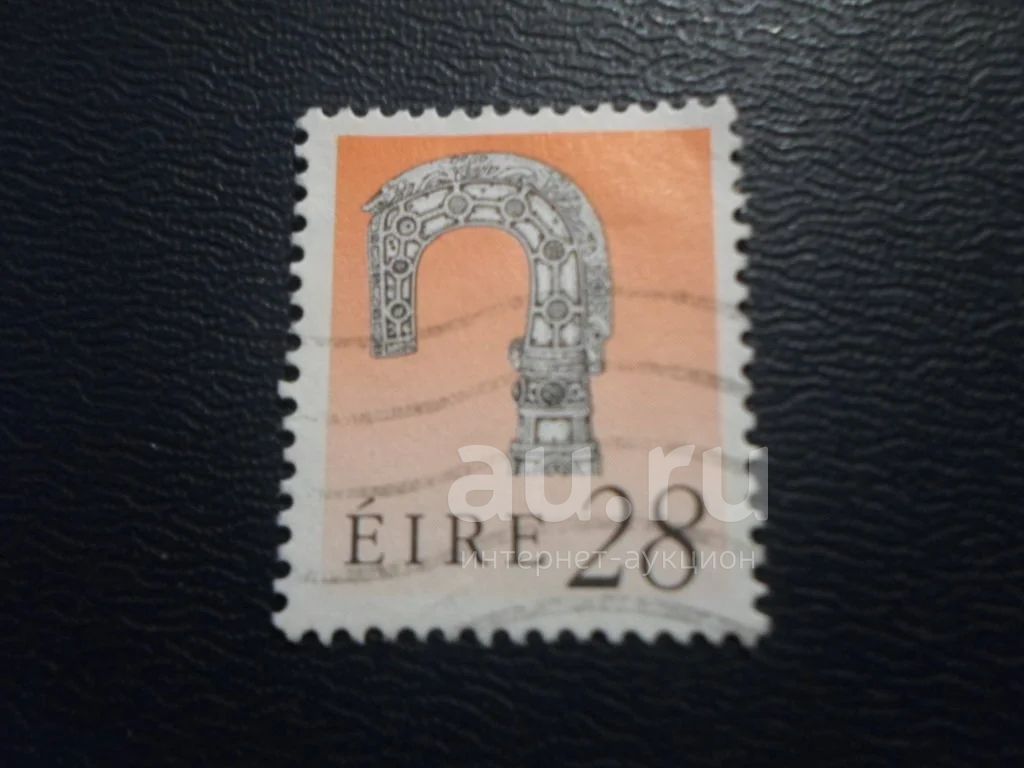 au.ru
ÉIRE 28
интернет-аукцион